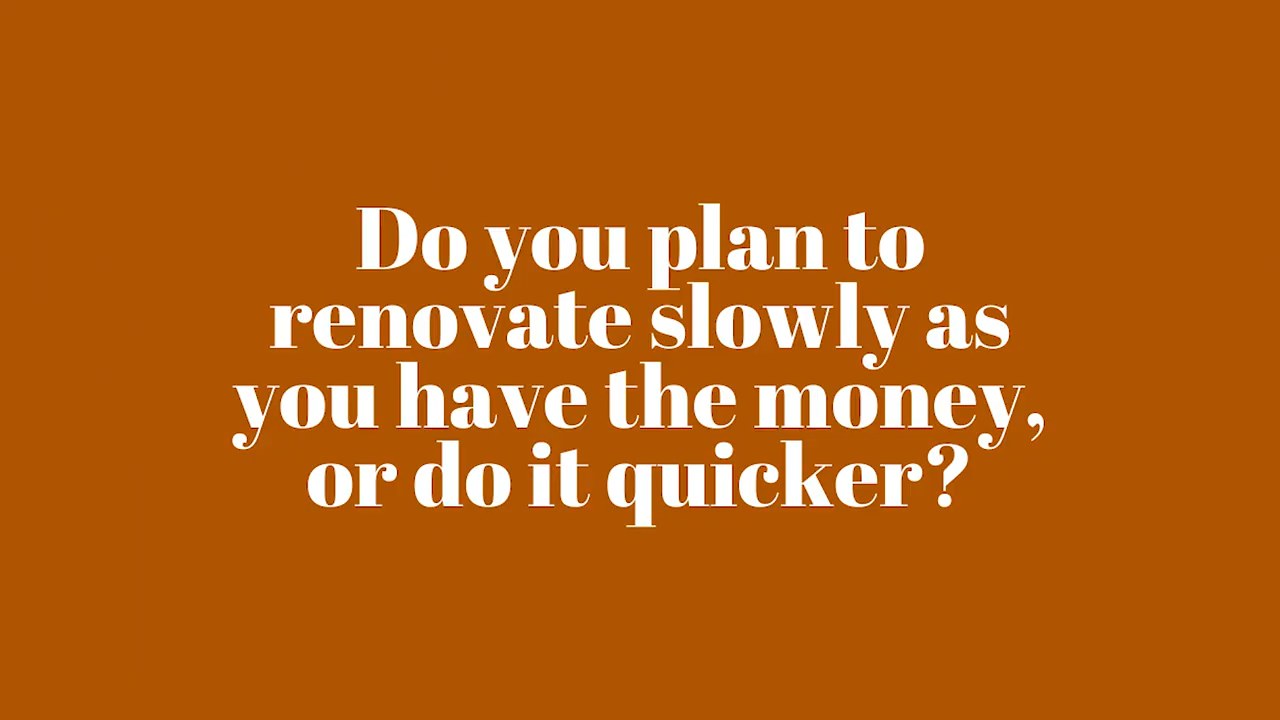 Do you plan to
renovate slowly as
you have the money,
or do it quicker?